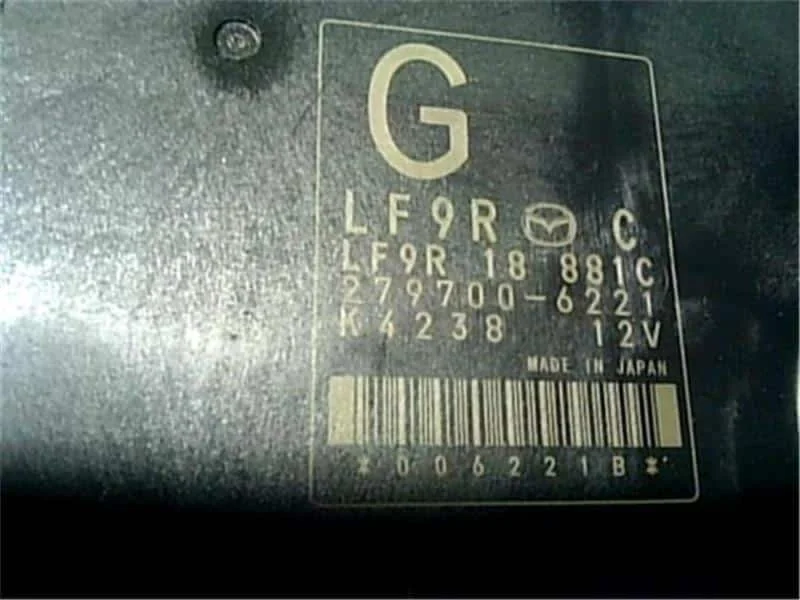 G
LF9R C
LF9R 18 881C
279700-6221
K4238 12V
MADE IN JAPAN
*006221B*